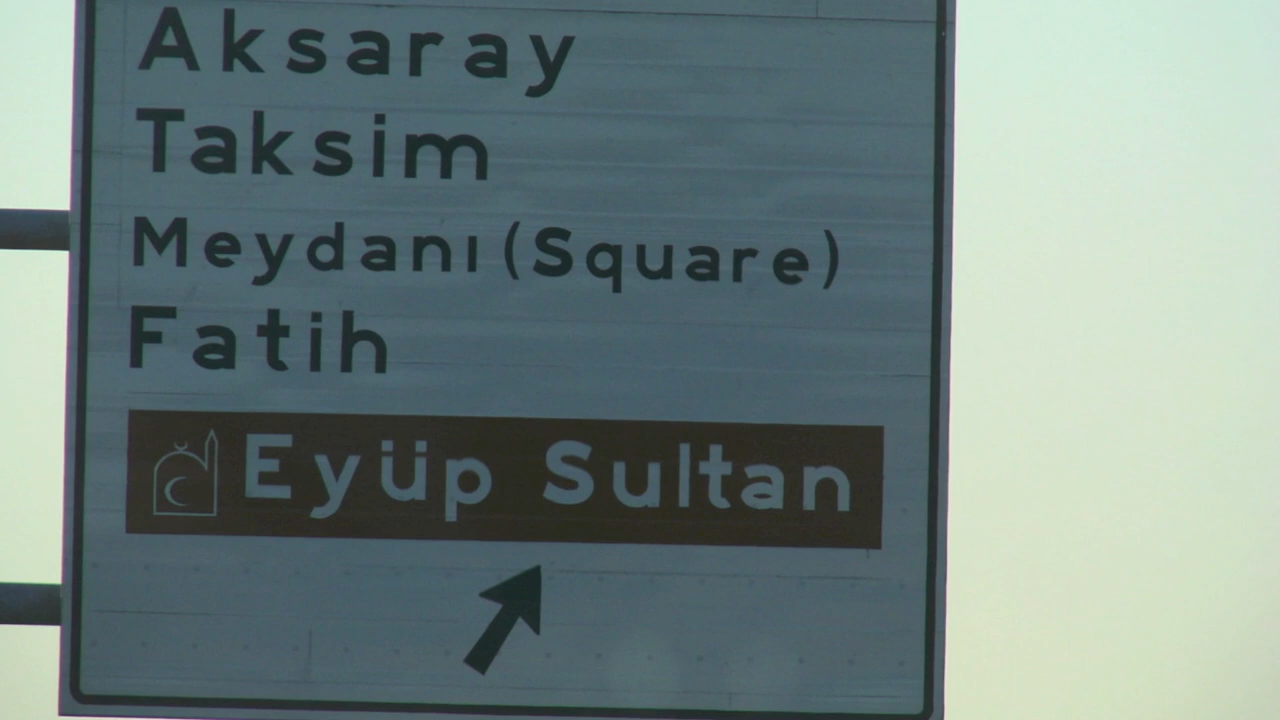 Aksaray
Taksim
Meydanı (Square)
Fatih
Eyüp Sultan